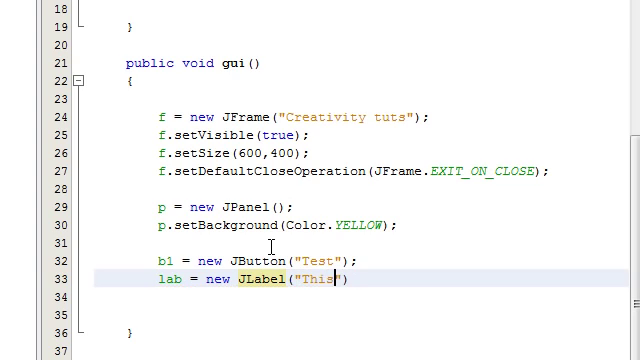 18
19 }
20
21 public void gui()
22 {
23
24 f = new JFrame("Creativity tuts");
25 f.setVisible(true);
26 f.setSize(600,400);
27 f.setDefaultCloseOperation(JFrame.EXIT_ON_CLOSE);
28
29 p = new JPanel();
30 p.setBackground(Color.YELLOW);
31
32 b1 = new JButton("Test");
33 lab = new JLabel("This")
34
35
36 }
37